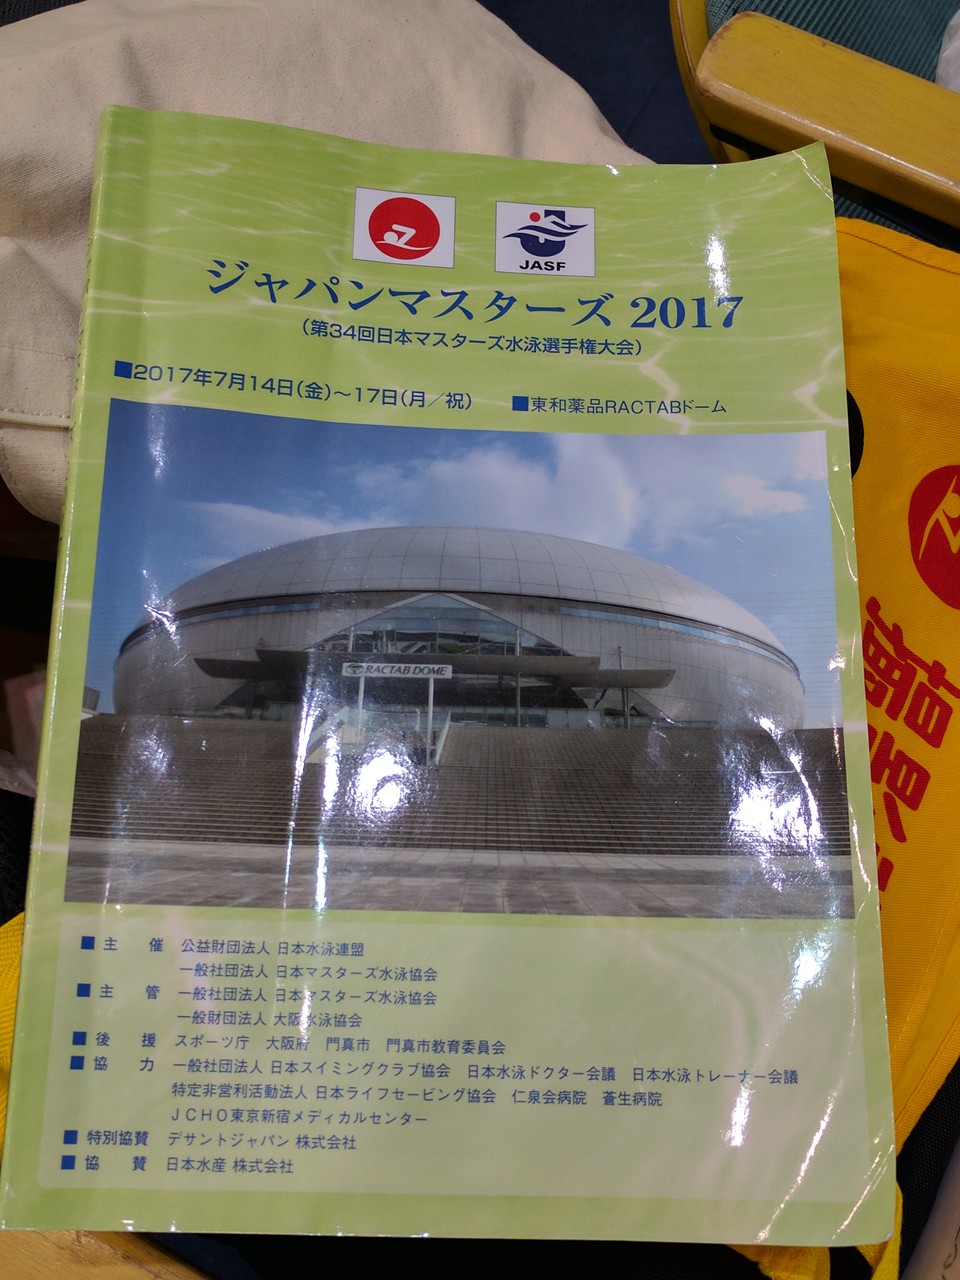 JASF
ジャパンマスターズ 2017
（第34回日本マスターズ水泳選手権大会）
■2017年7月14日（金）～17日（月／祝） ■東和薬品RACTABドーム
RACTAB DOME
■主 催 公益財団法人 日本水泳連盟
一般社団法人 日本マスターズ水泳協会
■主 管 一般社団法人 日本マスターズ水泳協会
一般財団法人 大阪水泳協会
■後 援 スポーツ庁 大阪府 門真市 門真市教育委員会
■協 力 一般社団法人 日本スイミングクラブ協会 日本水泳ドクター会議 日本水泳トレーナー会議
特定非営利活動法人 日本ライフセービング協会 仁泉会病院 蒼生病院
JCHO東京新宿メディカルセンター
■特別協賛 デサントジャパン 株式会社
■協 賛 日本水産 株式会社
撮影